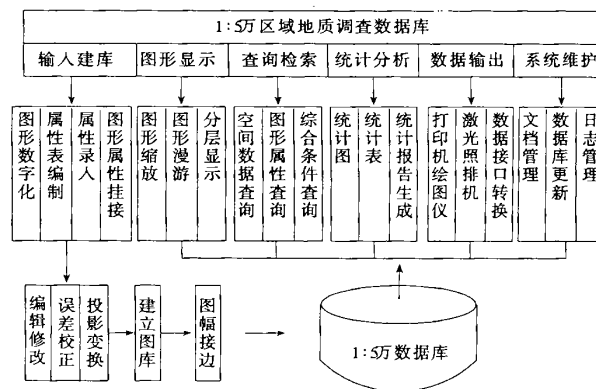 1:5万区域地质调查数据库
输入建库 图形显示 查询检索 统计分析 数据输出 系统维护
图形数字化
属性表编制
属性录入
图形属性挂接
图形缩放
图形漫游
分层显示
空间数据查询
图形属性查询
综合条件查询
统计图
统计表
统计报告生成
打印机绘图仪
激光照排机
数据接口转换
文档管理
数据库更新
日志管理
编辑修改
误差校正
投影变换
建立图库
图幅接边
1:5万数据库